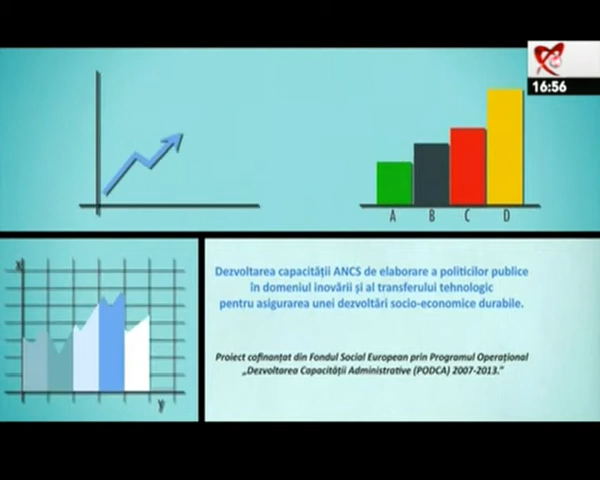 16:56
A B C D
X
Dezvoltarea capacității ANCS de elaborare a politicilor publice
în domeniul inovării și al transferului tehnologic
pentru asigurarea unei dezvoltări socio-economice durabile.
Proiect cofinanțat din Fondul Social European prin Programul Operațional
„Dezvoltarea Capacității Administrative (PODCA) 2007-2013.”
Y